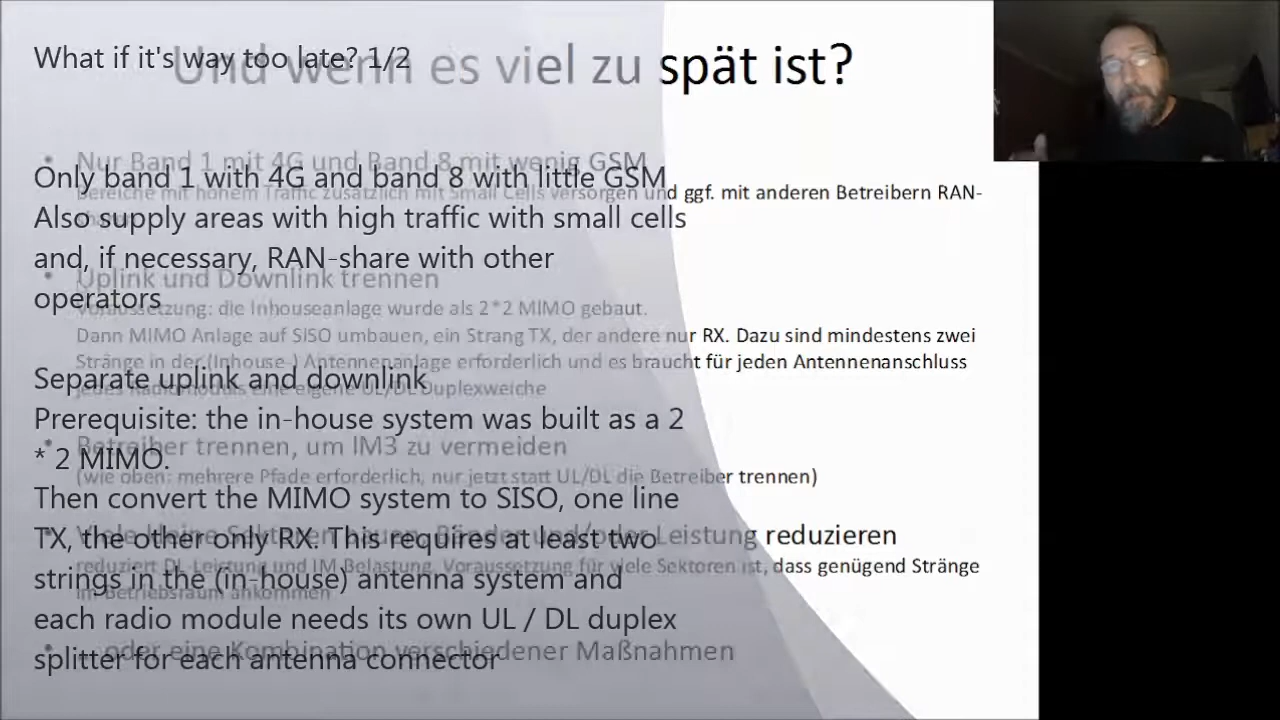 What if it's way too late? 1/2
Und wenn es viel zu spät ist?
Only band 1 with 4G and band 8 with little GSM
Also supply areas with high traffic with small cells
and, if necessary, RAN-share with other
operators
Separate uplink and downlink
Prerequisite: the in-house system was built as a 2
* 2 MIMO.
Then convert the MIMO system to SISO, one line
TX, the other only RX. This requires at least two
strings in the (in-house) antenna system and
each radio module needs its own UL / DL duplex
splitter for each antenna connector
• Nur Band 1 mit 4G und Band 8 mit wenig GSM
Bereiche mit hohem Traffic zusätzlich mit Small Cells versorgen und ggf. mit anderen Betreibern RAN-
• Uplink und Downlink trennen
Voraussetzung: die Inhouseanlage wurde als 2*2 MIMO gebaut.
Dann MIMO Anlage auf SISO umbauen, ein Strang TX, der andere nur RX. Dazu sind mindestens zwei
Stränge in der (Inhouse-) Antennenanlage erforderlich und es braucht für jeden Antennenanschluss
jedes Radiomoduls eine eigene UL/DL Duplexweiche
• Betreiber trennen, um IM3 zu vermeiden
(wie oben: mehrere Pfade erforderlich, nur jetzt statt UL/DL die Betreiber trennen)
• Viele kleine Sektoren bauen, Bänder und/oder Leistung reduzieren
reduziert DL-Leistung und IM Belastung. Voraussetzung für viele Sektoren ist, dass genügend Stränge
im Betriebsraum ankommen
• ... oder eine Kombination verschiedener Maßnahmen